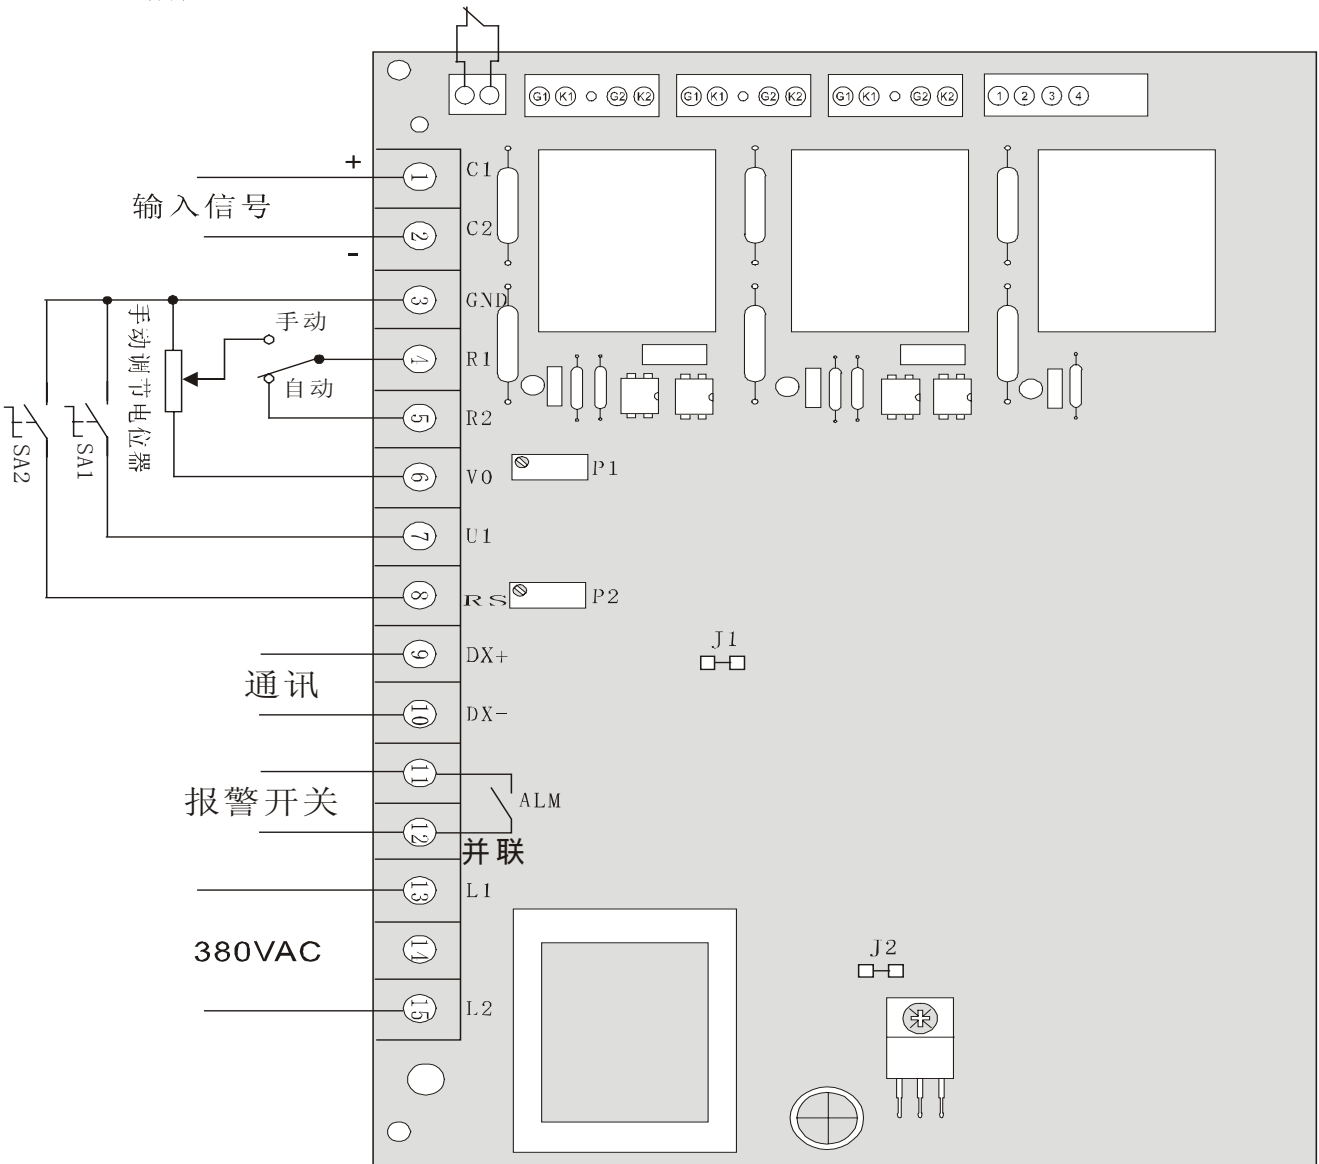 G1 K1 G2 K2
G1 K1 G2 K2
G1 K1 G2 K2
1 2 3 4
+
1 C1
输入信号
2 C2
-
3 GND
手动
4 R1
自动
5 R2
手动调节电位器
SA1
SA2
6 V0
P1
7 U1
8 RS
P2
J1
9 DX+
通讯
10 DX-
11
报警开关
ALM
12
并联
13 L1
380VAC
14
J2
15 L2